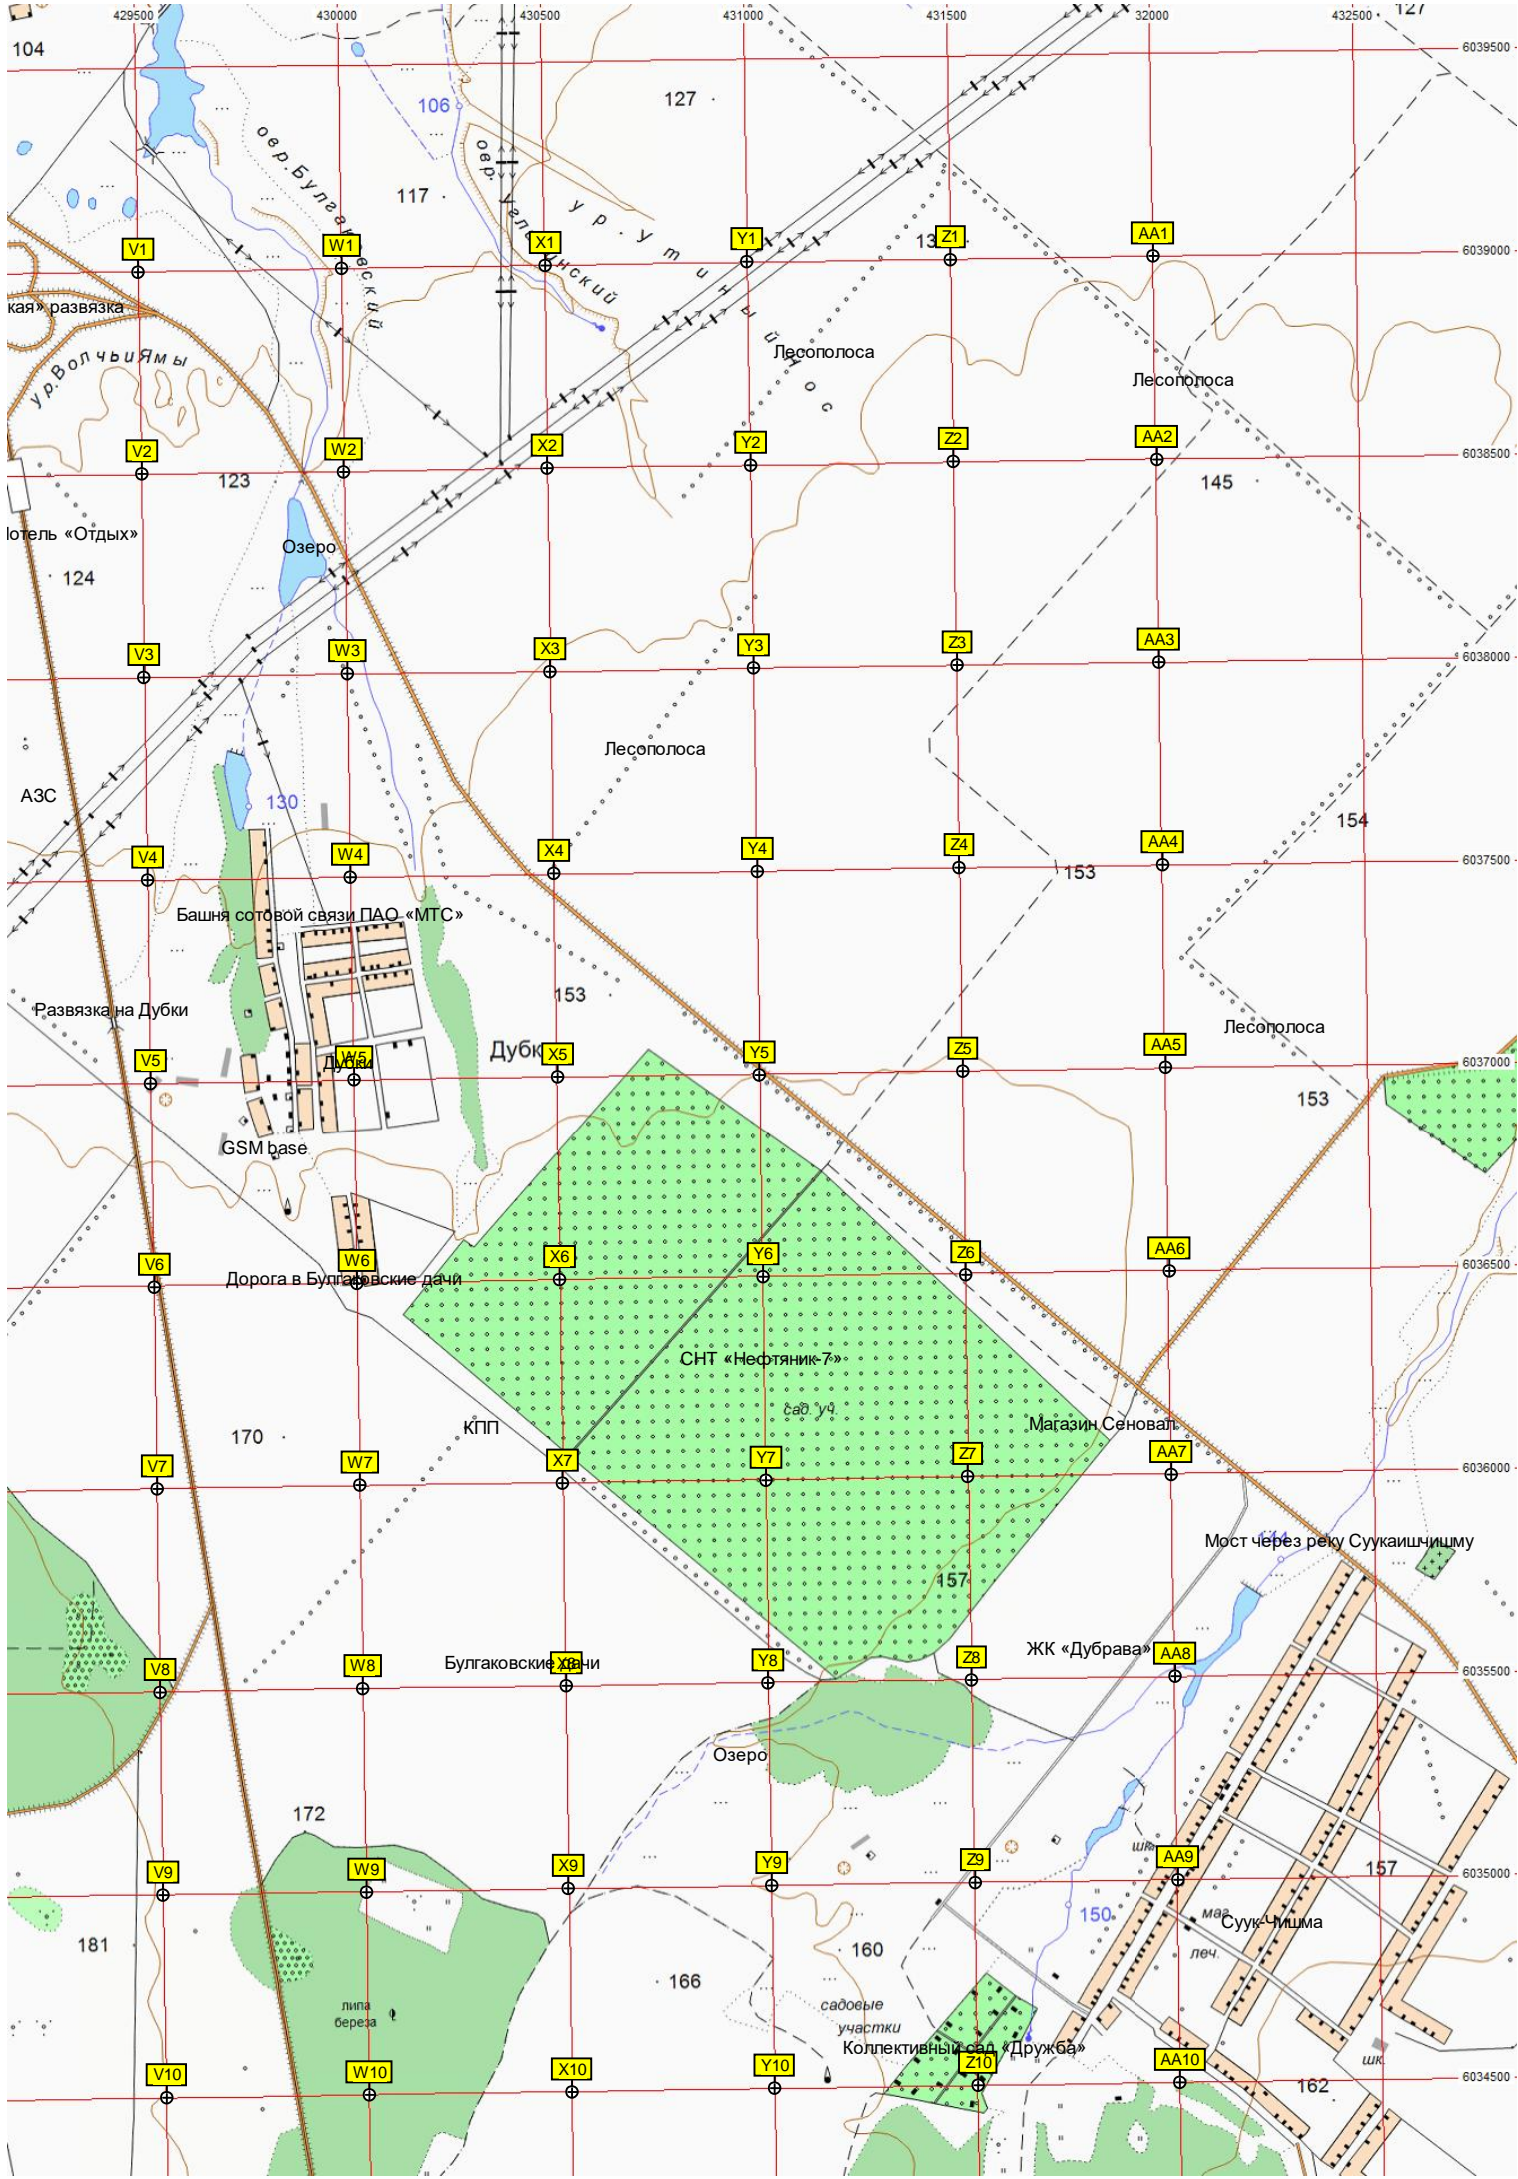 429500 430000 430500 431000 431500 432000 432500
127
104
6039500
127
106
овр. Булгаковский
117
ур. Утиный Нос
V1 W1 X1 Y1 Z1 AA1
6039000
кая» развязка
ур. Волчьи Ямы
Лесополоса
Лесополоса
V2 W2 X2 Y2 Z2 AA2
6038500
123
145
отель «Отдых»
Озеро
124
V3 W3 X3 Y3 Z3 AA3
6038000
Лесополоса
АЗС
130
154
V4 W4 X4 Y4 Z4 AA4
6037500
153
Башня сотовой связи ПАО «МТС»
153
Развязка на Дубки
Лесополоса
Дубк
V5 W5 X5 Y5 Z5 AA5
6037000
Дубки
153
GSM base
V6 W6 X6 Y6 Z6 AA6
6036500
Дорога в Булгаковские дачи
СНТ «Нефтяник-7»
сад. уч.
КПП
Магазин Сеновал
170
V7 W7 X7 Y7 Z7 AA7
6036000
Мост через реку Суукаишчишму
157
V8 W8 X8 Y8 Z8 AA8
6035500
Булгаковские дачи
ЖК «Дубрава»
Озеро
172
шк.
V9 W9 X9 Y9 Z9 AA9
6035000
157
150
маг.
Суук-Чишма
181
160
леч.
166
липа
береза
садовые
участки
Коллективный сад «Дружба»
шк.
V10 W10 X10 Y10 Z10 AA10
6034500
162